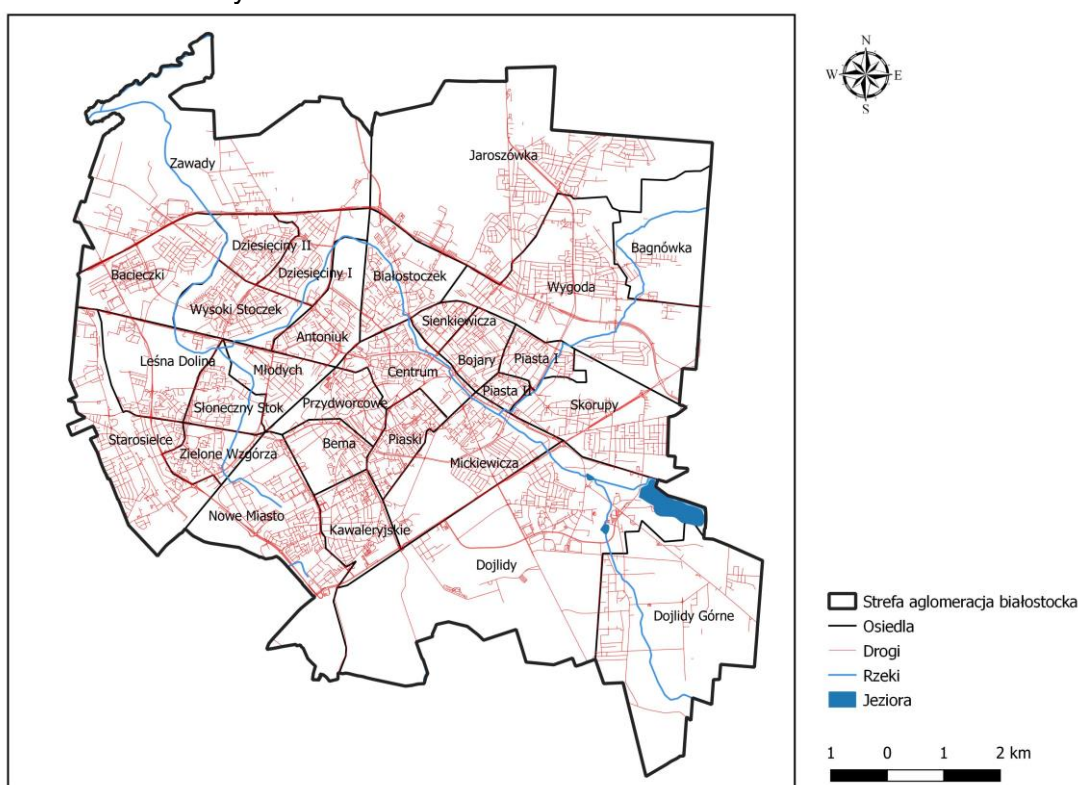 N
W
E
S
Jaroszówka
Zawady
Bagnówka
Dziesięciny II
Bacieczki
Dziesięciny I
Białostoczek
Wygoda
Wysoki Stoczek
Sienkiewicza
Antoniuk
Leśna Dolina
Bojary
Piasta I
Młodych
Centrum
Piasta II
Słoneczny Stok
Przydworcowe
Skorupy
Starosielce
Bema
Piaski
Zielone Wzgórza
Mickiewicza
Nowe Miasto
Kawaleryjskie
Dojlidy
Dojlidy Górne
Strefa aglomeracja białostocka
Osiedla
Drogi
Rzeki
Jeziora
1 0 1 2 km